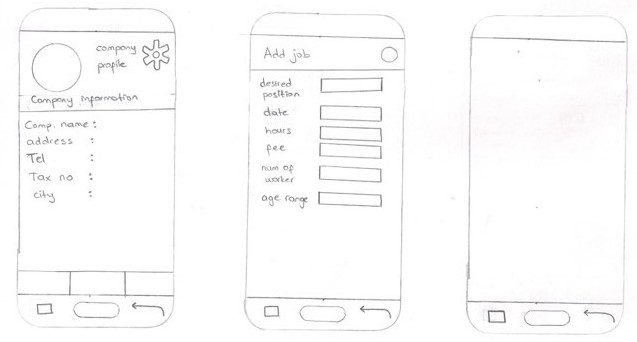 company
profile
Company Information
Comp. name :
address :
Tel :
Tax no :
city :
Add job
desired
position
date
hours
fee
num of
worker
age range